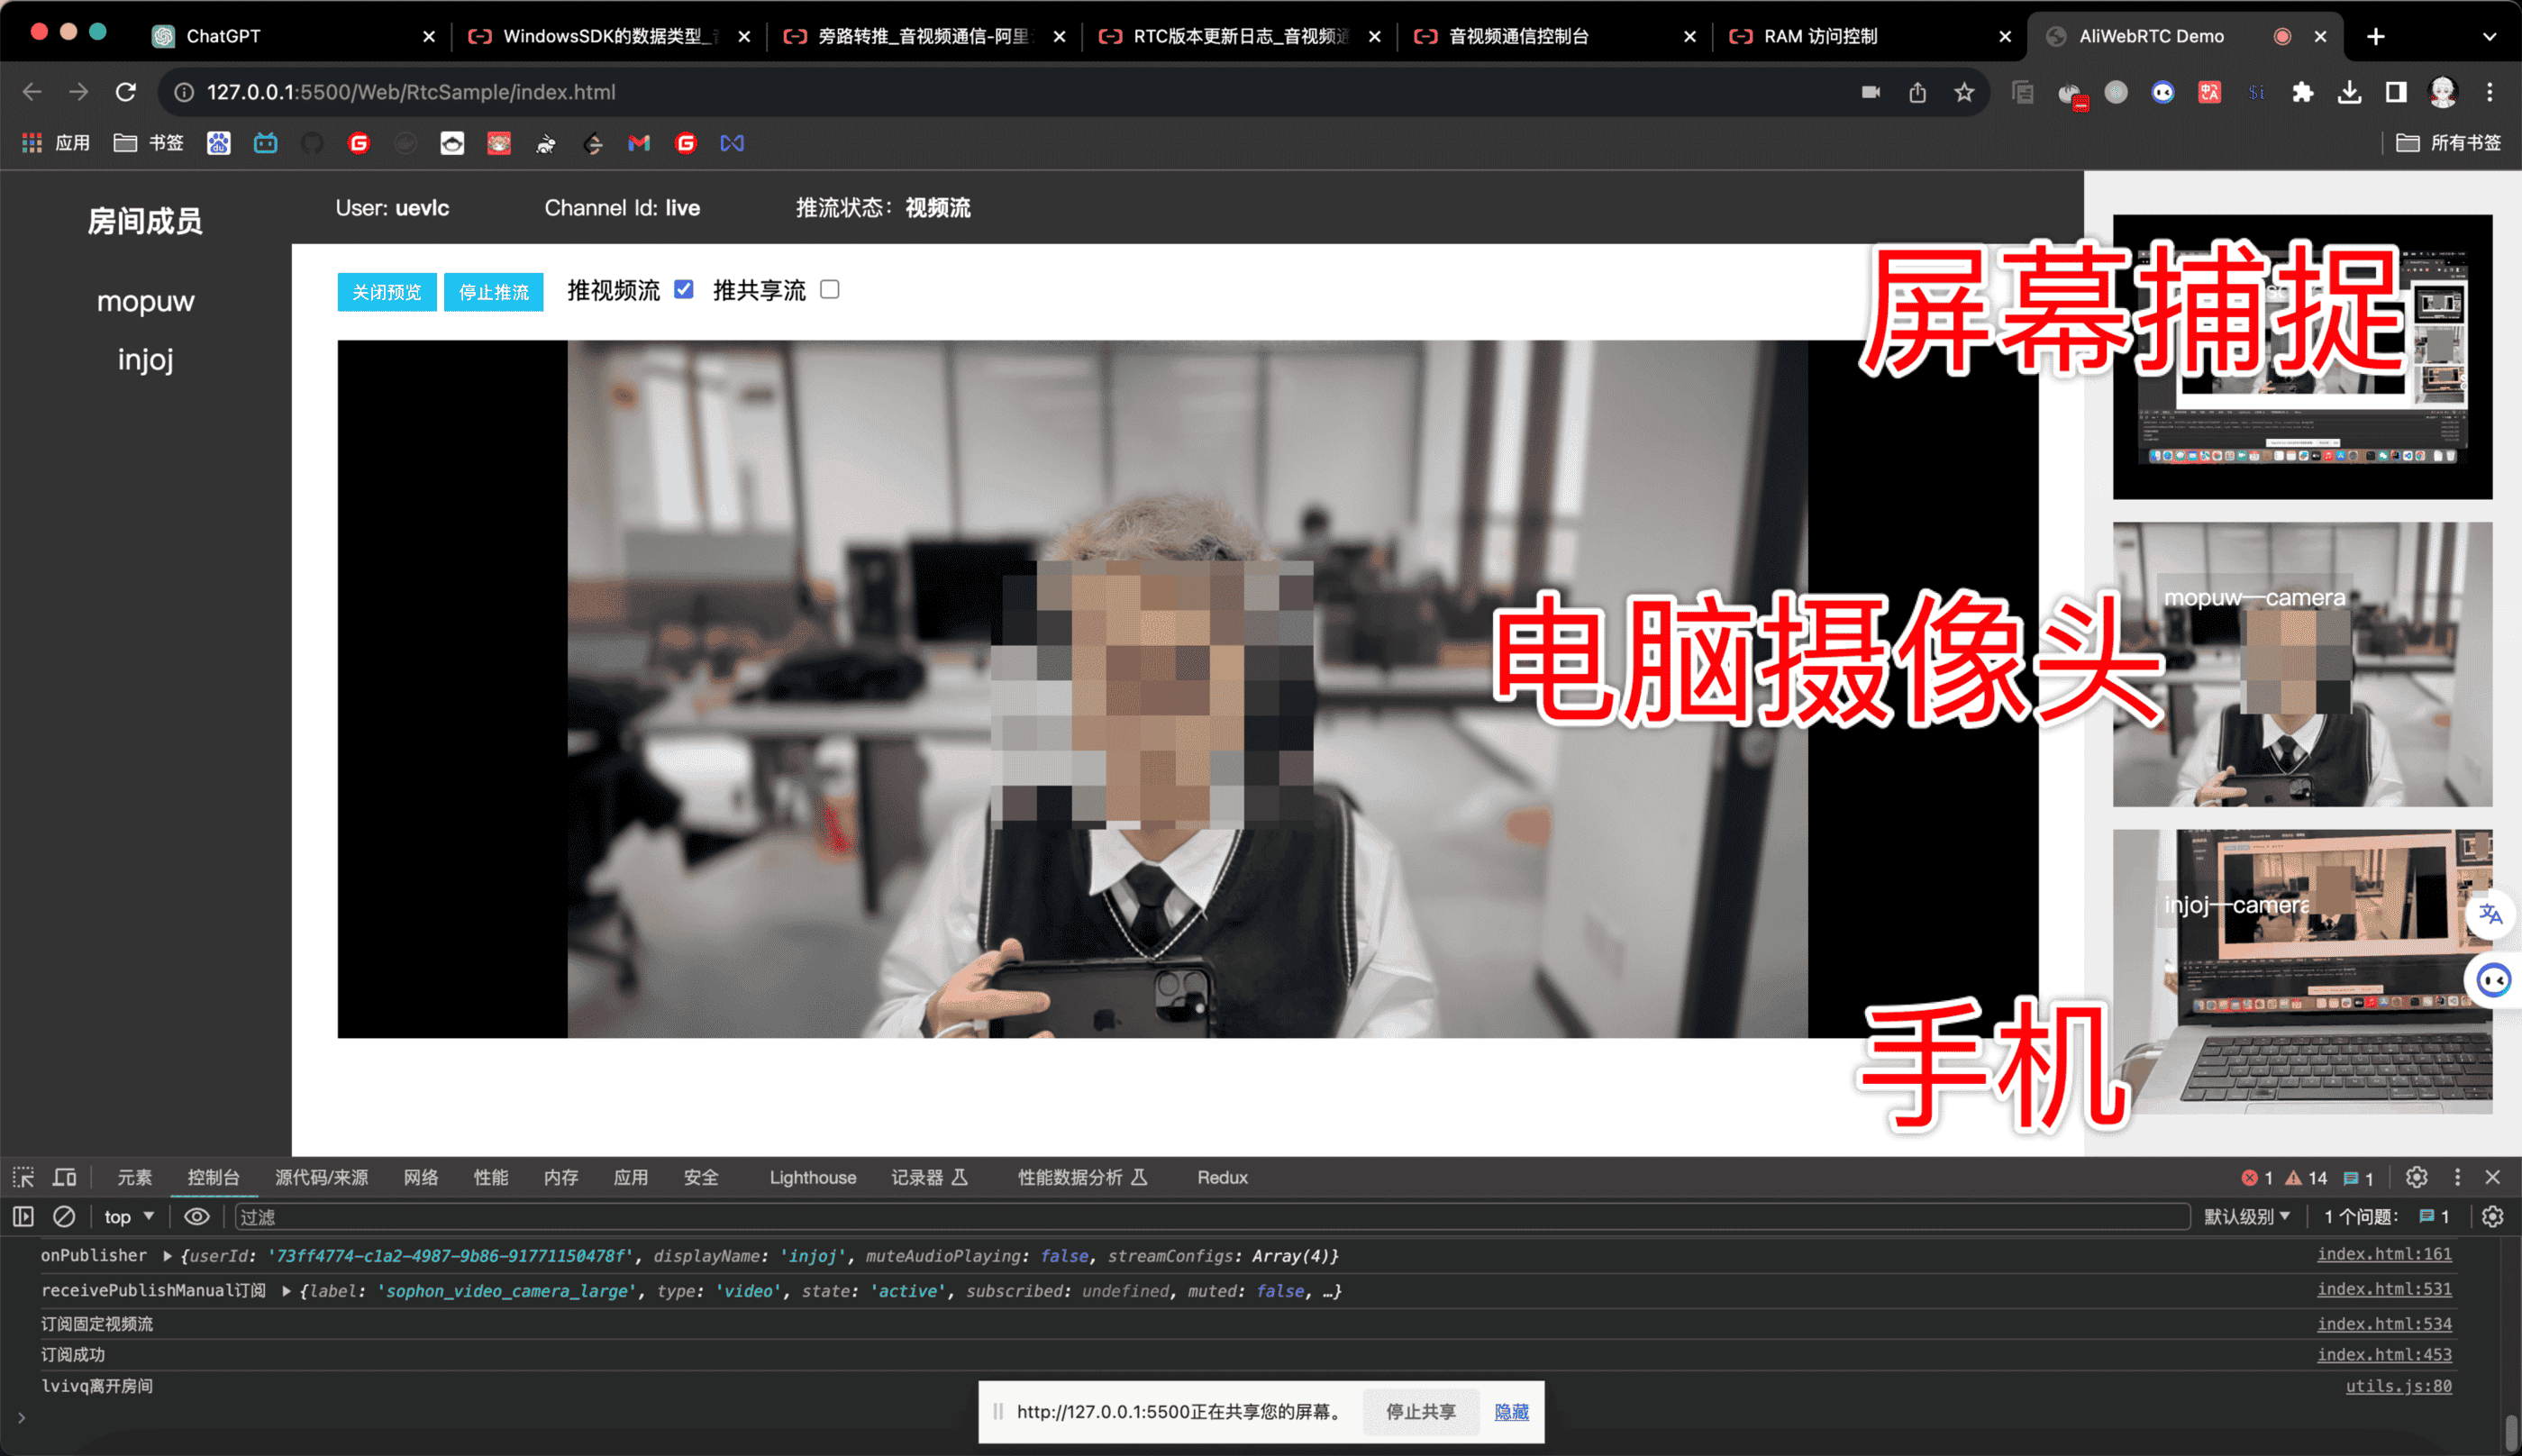 ChatGPT
WindowsSDK的数据类型_
旁路转推_音视频通信-阿里
RTC版本更新日志_音视频通
音视频通信控制台
RAM 访问控制
AliWebRTC Demo
127.0.0.1:5500/Web/RtcSample/index.html
应用
书签
所有书签
房间成员
User: uevlc
Channel Id: live
推流状态：视频流
mopuw
injoj
关闭预览
停止推流
推视频流
推共享流
屏幕捕捉
mopuw—camera
电脑摄像头
injoj—camera
手机
元素
控制台
源代码/来源
网络
性能
内存
应用
安全
Lighthouse
记录器
性能数据分析
Redux
1
14
1
top
过滤
默认级别
1 个问题：
1
onPublisher {userId: '73ff4774-c1a2-4987-9b86-91771150478f', displayName: 'injoj', muteAudioPlaying: false, streamConfigs: Array(4)}
index.html:161
receivePublishManual订阅 {label: 'sophon_video_camera_large', type: 'video', state: 'active', subscribed: undefined, muted: false, …}
index.html:531
订阅固定视频流
index.html:534
订阅成功
index.html:453
lvivq离开房间
utils.js:80
http://127.0.0.1:5500正在共享您的屏幕。
停止共享
隐藏